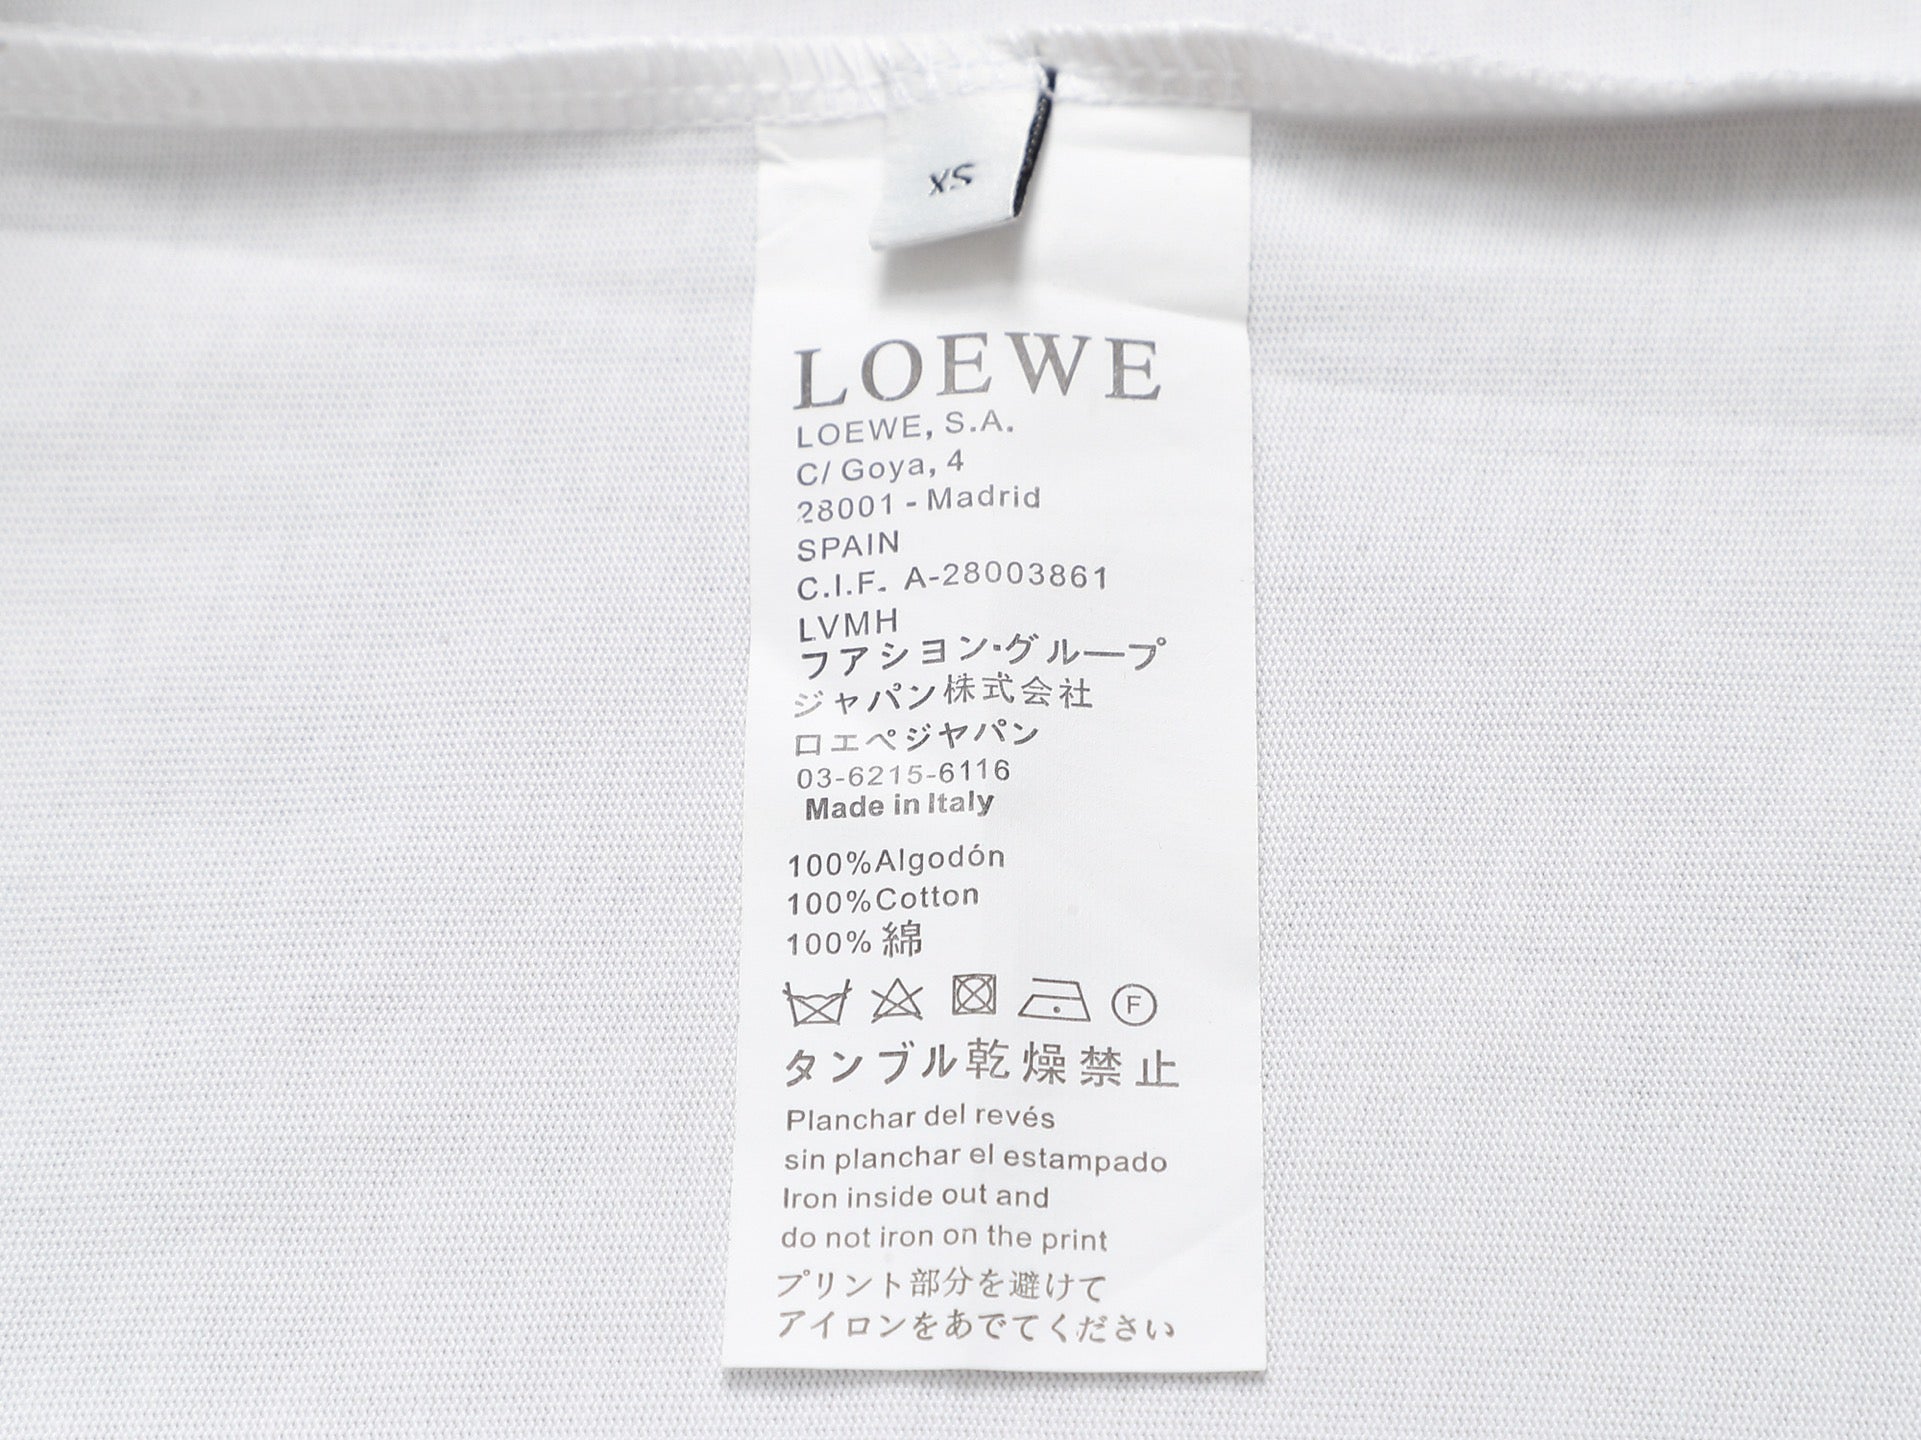 XS
LOEWE
LOEWE, S.A.
C/ Goya, 4
28001 - Madrid
SPAIN
C.I.F. A-28003861
LVMH
フアシヨン・グループ
ジャパン株式会社
ロエペジヤパン
03-6215-6116
Made in Italy
100%Algodón
100%Cotton
100% 綿
F
タンブル乾燥禁止
Planchar del revés
sin planchar el estampado
Iron inside out and
do not iron on the print
プリント部分を避けて
アイロンをあでてください